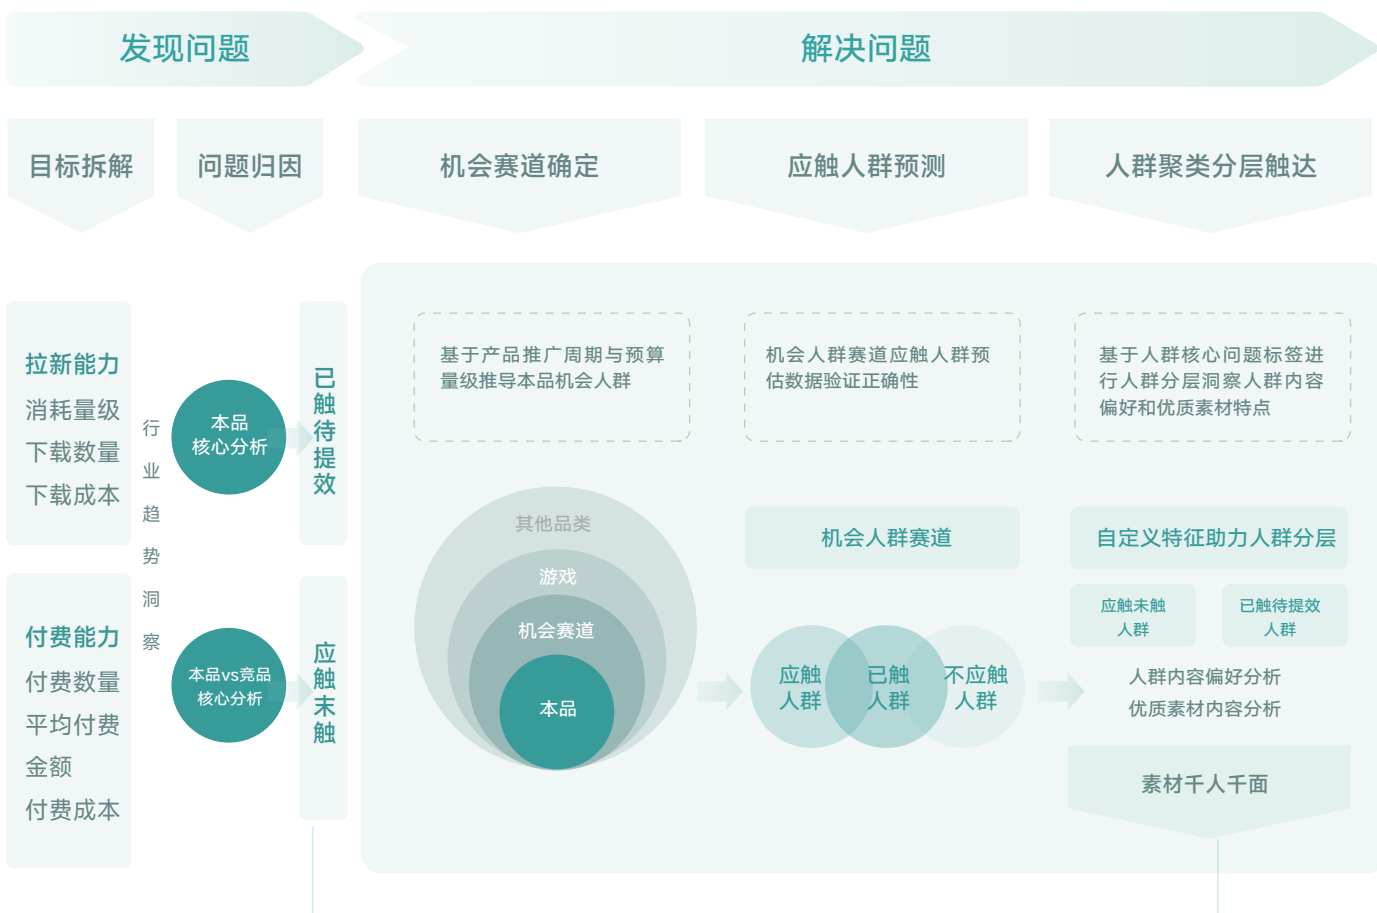 发现问题
解决问题
目标拆解
问题归因
机会赛道确定
应触人群预测
人群聚类分层触达
拉新能力
消耗量级
下载数量
下载成本
付费能力
付费数量
平均付费
金额
付费成本
行
业
趋
势
洞
察
本品
核心分析
本品vs竞品
核心分析
已
触
待
提
效
应
触
未
触
基于产品推广周期与预算
量级推导本品机会人群
其他品类
游戏
机会赛道
本品
机会人群赛道应触人群预
估数据验证正确性
机会人群赛道
应触
人群
已触
人群
不应触
人群
基于人群核心问题标签进
行人群分层洞察人群内容
偏好和优质素材特点
自定义特征助力人群分层
应触未触
人群
已触待提效
人群
人群内容偏好分析
优质素材内容分析
素材千人千面